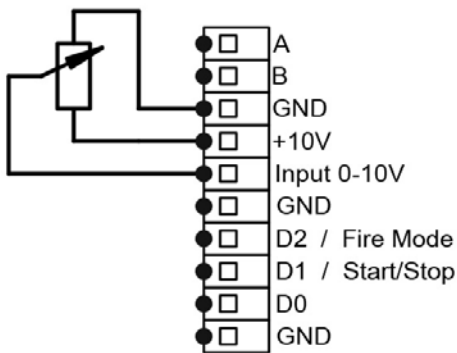 A
B
GND
+10V
Input 0-10V
GND
D2 / Fire Mode
D1 / Start/Stop
D0
GND